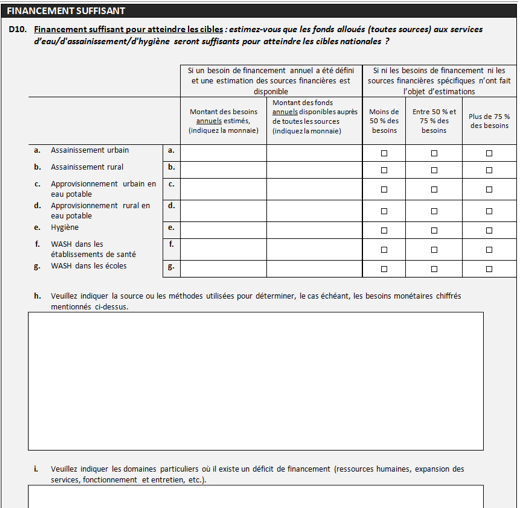 FINANCEMENT SUFFISANT
D10. Financement suffisant pour atteindre les cibles : estimez-vous que les fonds alloués (toutes sources) aux services
d'eau/d'assainissement/d'hygiène seront suffisants pour atteindre les cibles nationales ?
Si un besoin de financement annuel a été défini
et une estimation des sources financières est
disponible
Si ni les besoins de financement ni les
sources financières spécifiques n'ont fait
l'objet d'estimations
Montant des besoins
annuels estimés,
(indiquez la monnaie)
Montant des fonds
annuels disponibles auprès
de toutes les sources
(indiquez la monnaie)
Moins de
50 % des
besoins
Entre 50 % et
75 % des
besoins
Plus de 75 %
des besoins
a. Assainissement urbain a.
b. Assainissement rural b.
c. Approvisionnement urbain en c.
eau potable
d. Approvisionnement rural en d.
eau potable
e. Hygiène e.
f. WASH dans les f.
établissements de santé
g. WASH dans les écoles g.
h. Veuillez indiquer la source ou les méthodes utilisées pour déterminer, le cas échéant, les besoins monétaires chiffrés
mentionnés ci-dessus.
i. Veuillez indiquer les domaines particuliers où il existe un déficit de financement (ressources humaines, expansion des
services, fonctionnement et entretien, etc.).